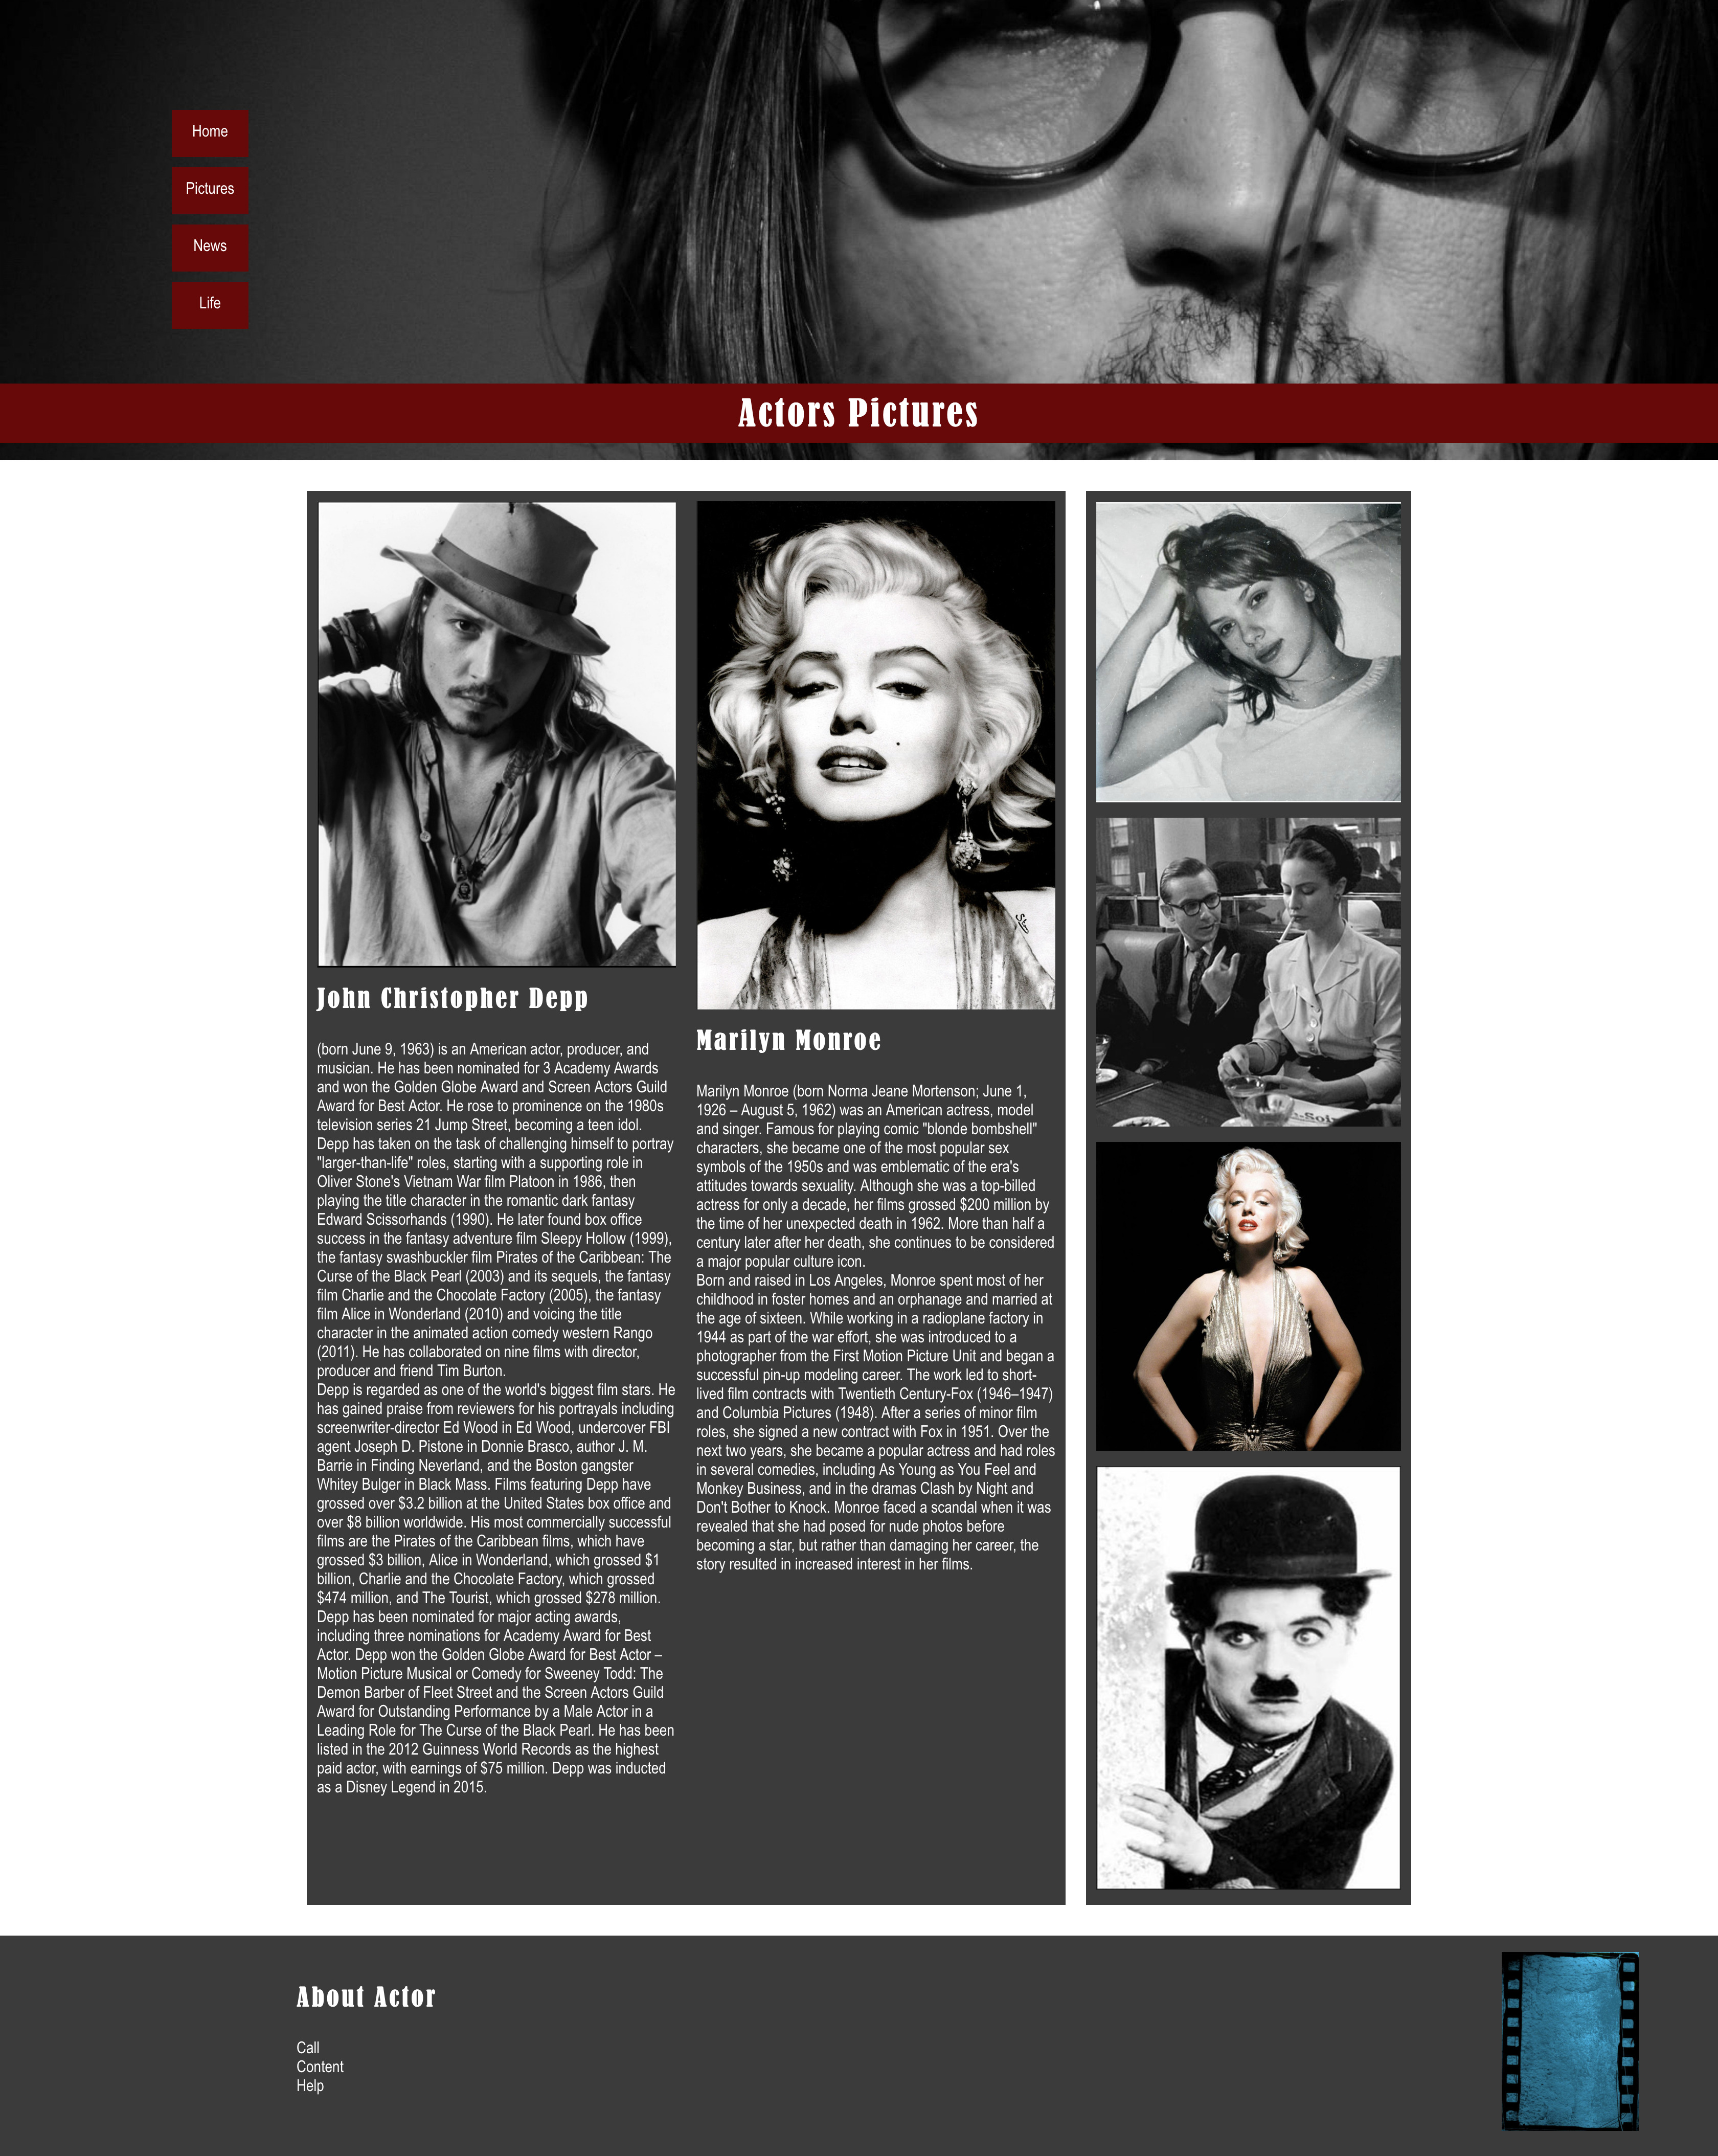 Home
Pictures
News
Life
Actors Pictures
John Christopher Depp
(born June 9, 1963) is an American actor, producer, and
musician. He has been nominated for 3 Academy Awards
and won the Golden Globe Award and Screen Actors Guild
Award for Best Actor. He rose to prominence on the 1980s
television series 21 Jump Street, becoming a teen idol.
Depp has taken on the task of challenging himself to portray
"larger-than-life" roles, starting with a supporting role in
Oliver Stone's Vietnam War film Platoon in 1986, then
playing the title character in the romantic dark fantasy
Edward Scissorhands (1990). He later found box office
success in the fantasy adventure film Sleepy Hollow (1999),
the fantasy swashbuckler film Pirates of the Caribbean: The
Curse of the Black Pearl (2003) and its sequels, the fantasy
film Charlie and the Chocolate Factory (2005), the fantasy
film Alice in Wonderland (2010) and voicing the title
character in the animated action comedy western Rango
(2011). He has collaborated on nine films with director,
producer and friend Tim Burton.
Depp is regarded as one of the world's biggest film stars. He
has gained praise from reviewers for his portrayals including
screenwriter-director Ed Wood in Ed Wood, undercover FBI
agent Joseph D. Pistone in Donnie Brasco, author J. M.
Barrie in Finding Neverland, and the Boston gangster
Whitey Bulger in Black Mass. Films featuring Depp have
grossed over $3.2 billion at the United States box office and
over $8 billion worldwide. His most commercially successful
films are the Pirates of the Caribbean films, which have
grossed $3 billion, Alice in Wonderland, which grossed $1
billion, Charlie and the Chocolate Factory, which grossed
$474 million, and The Tourist, which grossed $278 million.
Depp has been nominated for major acting awards,
including three nominations for Academy Award for Best
Actor. Depp won the Golden Globe Award for Best Actor –
Motion Picture Musical or Comedy for Sweeney Todd: The
Demon Barber of Fleet Street and the Screen Actors Guild
Award for Outstanding Performance by a Male Actor in a
Leading Role for The Curse of the Black Pearl. He has been
listed in the 2012 Guinness World Records as the highest
paid actor, with earnings of $75 million. Depp was inducted
as a Disney Legend in 2015.
Marilyn Monroe
Marilyn Monroe (born Norma Jeane Mortenson; June 1,
1926 – August 5, 1962) was an American actress, model
and singer. Famous for playing comic "blonde bombshell"
characters, she became one of the most popular sex
symbols of the 1950s and was emblematic of the era's
attitudes towards sexuality. Although she was a top-billed
actress for only a decade, her films grossed $200 million by
the time of her unexpected death in 1962. More than half a
century later after her death, she continues to be considered
a major popular culture icon.
Born and raised in Los Angeles, Monroe spent most of her
childhood in foster homes and an orphanage and married at
the age of sixteen. While working in a radioplane factory in
1944 as part of the war effort, she was introduced to a
photographer from the First Motion Picture Unit and began a
successful pin-up modeling career. The work led to short-
lived film contracts with Twentieth Century-Fox (1946–1947)
and Columbia Pictures (1948). After a series of minor film
roles, she signed a new contract with Fox in 1951. Over the
next two years, she became a popular actress and had roles
in several comedies, including As Young as You Feel and
Monkey Business, and in the dramas Clash by Night and
Don't Bother to Knock. Monroe faced a scandal when it was
revealed that she had posed for nude photos before
becoming a star, but rather than damaging her career, the
story resulted in increased interest in her films.
About Actor
Call
Content
Help